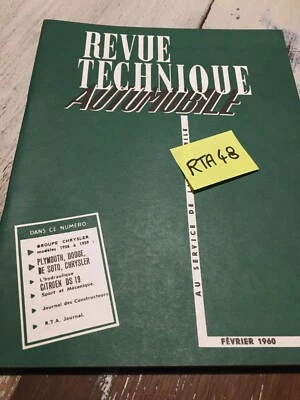 REVUE
TECHNIQUE
AUTOMOBILE
RTA 48
AU SERVICE DE L' BILE
DANS CE NUMÉRO:
GROUPE CHRYSLER
modèles 1956 à 1959 :
PLYMOUTH, DODGE,
DE SOTO, CHRYSLER
L'hydraulique
CITROËN DS 19
Sport et Mécanique.
Journal des Constructeurs
R.T.A. Journal.
FÉVRIER 1960